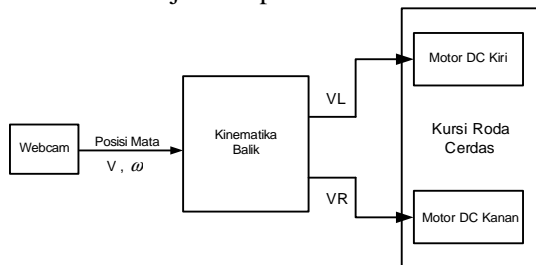 Webcam
Posisi Mata
V , ω
Kinematika
Balik
VL
VR
Motor DC Kiri
Kursi Roda
Cerdas
Motor DC Kanan